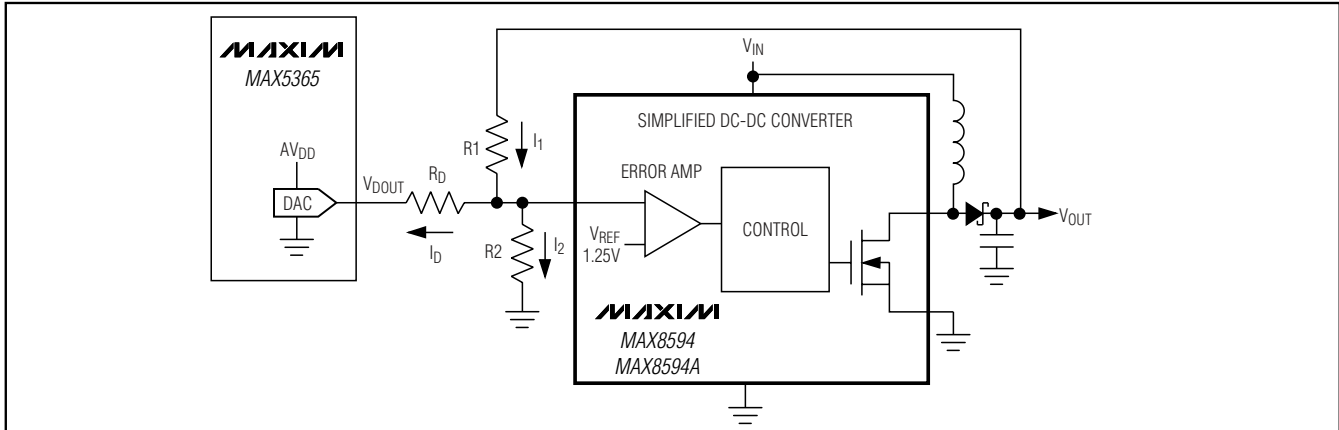 MAXIM
MAX5365
AVDD
DAC
VDOUT
RD
ID
R1
I1
R2
I2
VIN
SIMPLIFIED DC-DC CONVERTER
ERROR AMP
VREF
1.25V
CONTROL
VOUT
MAXIM
MAX8594
MAX8594A